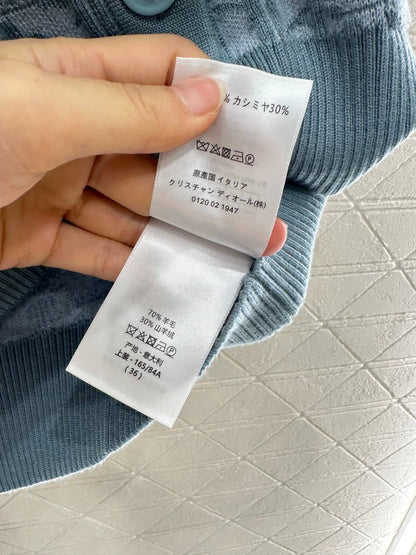 % カシミヤ30%
原産国 イタリア
クリスチャン ディオール(株)
0120 02 1947
70% 羊毛
30% 山羊绒
产地 - 意大利
上装 - 165/84A
(36)